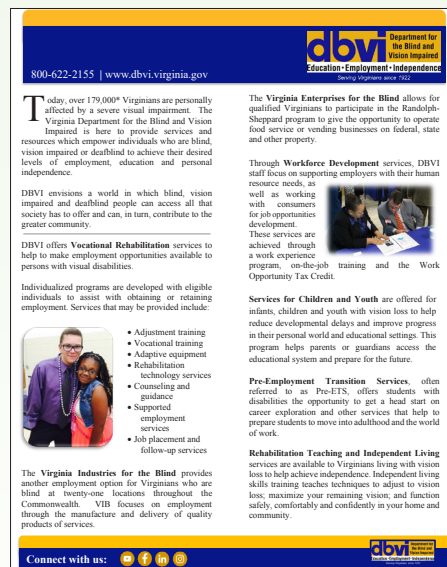 dbvi
Department for
the Blind and
Vision Impaired
Education • Employment • Independence
Serving Virginians since 1922
800-622-2155 | www.dbvi.virginia.gov
Today, over 179,000* Virginians are personally
affected by a severe visual impairment. The
Virginia Department for the Blind and Vision
Impaired is here to provide services and
resources which empower individuals who are blind,
vision impaired or deafblind to achieve their desired
levels of employment, education and personal
independence.
DBVI envisions a world in which blind, vision
impaired and deafblind people can access all that
society has to offer and can, in turn, contribute to the
greater community.
DBVI offers Vocational Rehabilitation services to
help to make employment opportunities available to
persons with visual disabilities.
Individualized programs are developed with eligible
individuals to assist with obtaining or retaining
employment. Services that may be provided include:
• Adjustment training
• Vocational training
• Adaptive equipment
• Rehabilitation
technology services
• Counseling and
guidance
• Supported
employment
services
• Job placement and
follow-up services
The Virginia Industries for the Blind provides
another employment option for Virginians who are
blind at twenty-one locations throughout the
Commonwealth. VIB focuses on employment
through the manufacture and delivery of quality
products of services.
The Virginia Enterprises for the Blind allows for
qualified Virginians to participate in the Randolph-
Sheppard program to give the opportunity to operate
food service or vending businesses on federal, state
and other property.
Through Workforce Development services, DBVI
staff focus on supporting employers with their human
resource needs, as
well as working
with consumers
for job opportunities
development.
These services are
achieved through
a work experience
program, on-the-job training and the Work
Opportunity Tax Credit.
Services for Children and Youth are offered for
infants, children and youth with vision loss to help
reduce developmental delays and improve progress
in their personal world and educational settings. This
program helps parents or guardians access the
educational system and prepare for the future.
Pre-Employment Transition Services, often
referred to as Pre-ETS, offers students with
disabilities the opportunity to get a head start on
career exploration and other services that help to
prepare students to move into adulthood and the world
of work.
Rehabilitation Teaching and Independent Living
services are available to Virginians living with vision
loss to help achieve independence. Independent living
skills training teaches techniques to adjust to vision
loss; maximize your remaining vision; and function
safely, comfortably and confidently in your home and
community.
Connect with us:
dbvi
Department for
the Blind and
Vision Impaired
Education • Employment • Independence